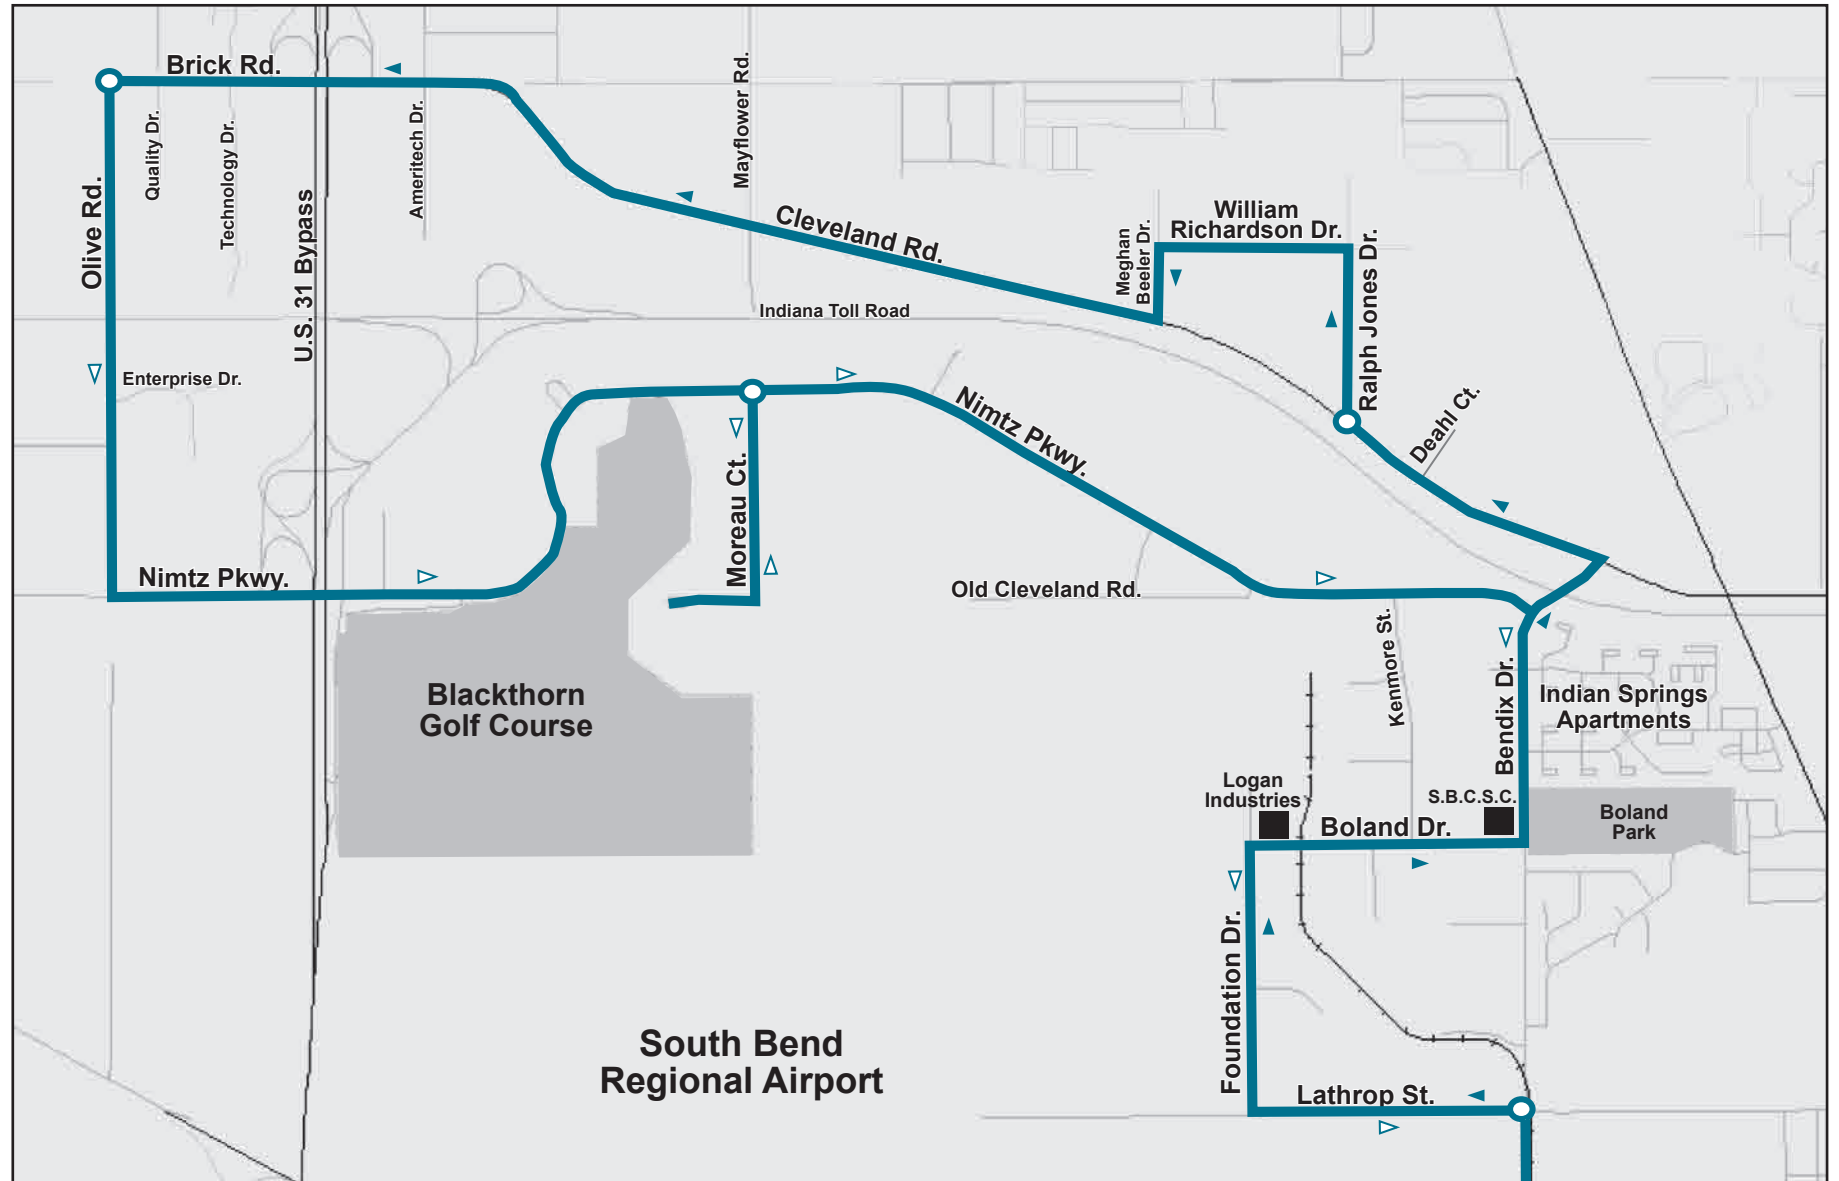 Brick Rd.
Mayflower Rd.
Quality Dr.
Technology Dr.
Ameritech Dr.
Olive Rd.
U.S. 31 Bypass
Cleveland Rd.
William
Richardson Dr.
Meghan
Beeler Dr.
Ralph Jones Dr.
Indiana Toll Road
Enterprise Dr.
Nimtz Pkwy.
Deahl Ct.
Moreau Ct.
Nimtz Pkwy.
Old Cleveland Rd.
Kenmore St.
Bendix Dr.
Indian Springs
Apartments
Blackthorn
Golf Course
Logan
Industries
S.B.C.S.C.
Boland Dr.
Boland
Park
Foundation Dr.
South Bend
Regional Airport
Lathrop St.